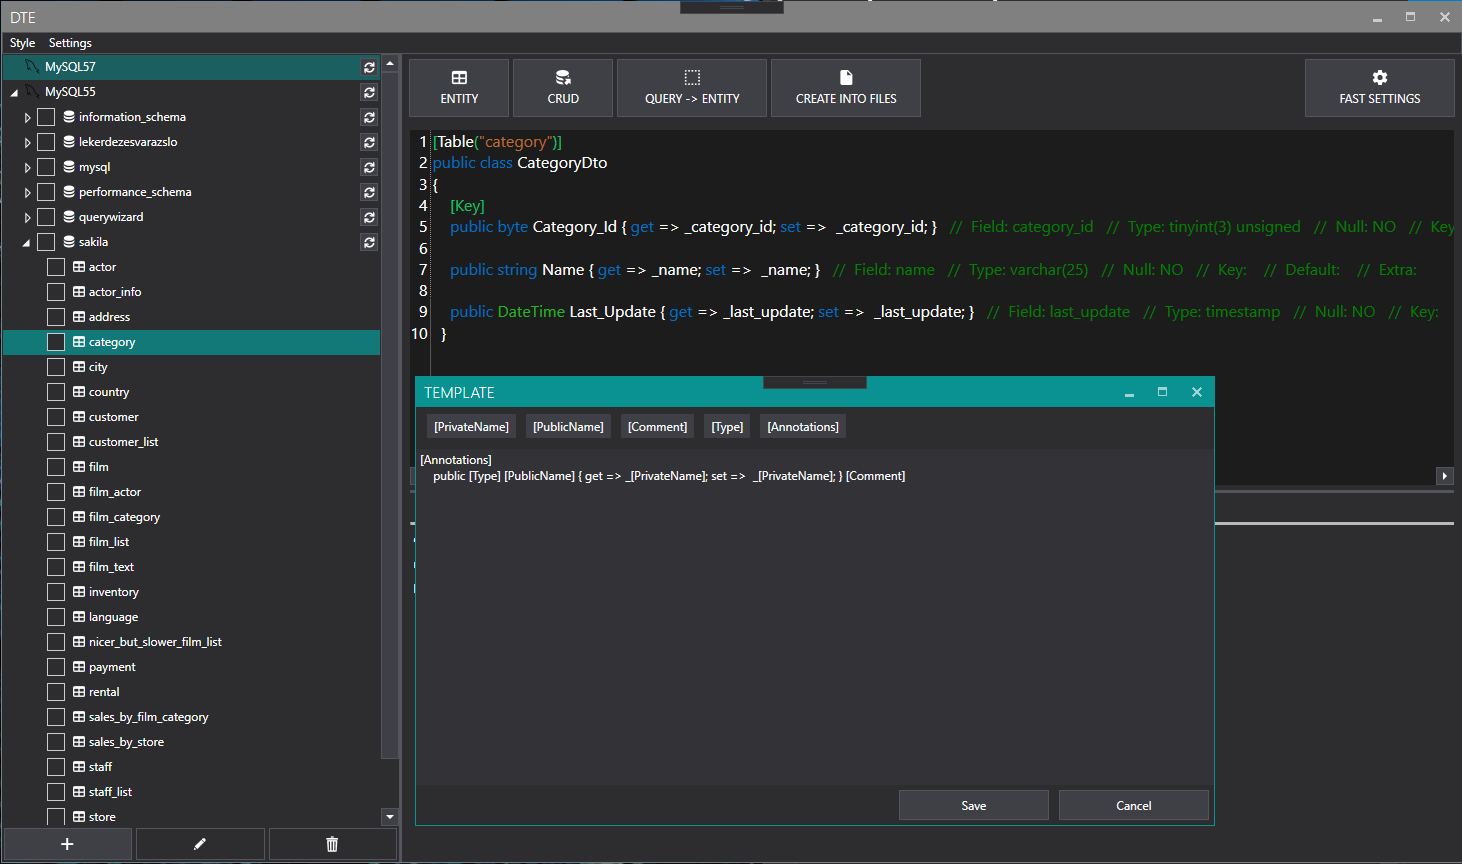 DTE
Style Settings
MySQL57
MySQL55
information_schema
lekerdezesvarazslo
mysql
performance_schema
querywizard
sakila
actor
actor_info
address
category
city
country
customer
customer_list
film
film_actor
film_category
film_list
film_text
inventory
language
nicer_but_slower_film_list
payment
rental
sales_by_film_category
sales_by_store
staff
staff_list
store
ENTITY CRUD QUERY -> ENTITY CREATE INTO FILES FAST SETTINGS
1 [Table("category")]
2 public class CategoryDto
3 {
4 [Key]
5 public byte Category_Id { get => _category_id; set => _category_id; } // Field: category_id // Type: tinyint(3) unsigned // Null: NO // Key
6
7 public string Name { get => _name; set => _name; } // Field: name // Type: varchar(25) // Null: NO // Key: // Default: // Extra:
8
9 public DateTime Last_Update { get => _last_update; set => _last_update; } // Field: last_update // Type: timestamp // Null: NO // Key:
10 }
TEMPLATE
[PrivateName] [PublicName] [Comment] [Type] [Annotations]
[Annotations]
public [Type] [PublicName] { get => _[PrivateName]; set => _[PrivateName]; } [Comment]
Save Cancel